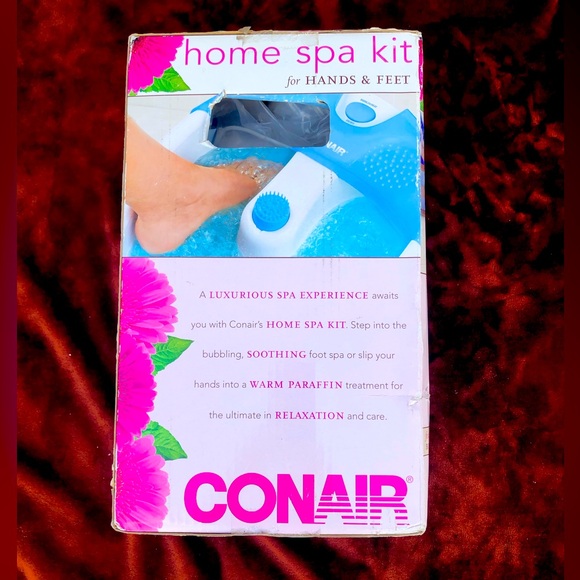 home spa kit
for HANDS & FEET
CONAIR
A LUXURIOUS SPA EXPERIENCE awaits
you with Conair's HOME SPA KIT. Step into the
bubbling, SOOTHING foot spa or slip your
hands into a WARM PARAFFIN treatment for
the ultimate in RELAXATION and care.
CONAIR®